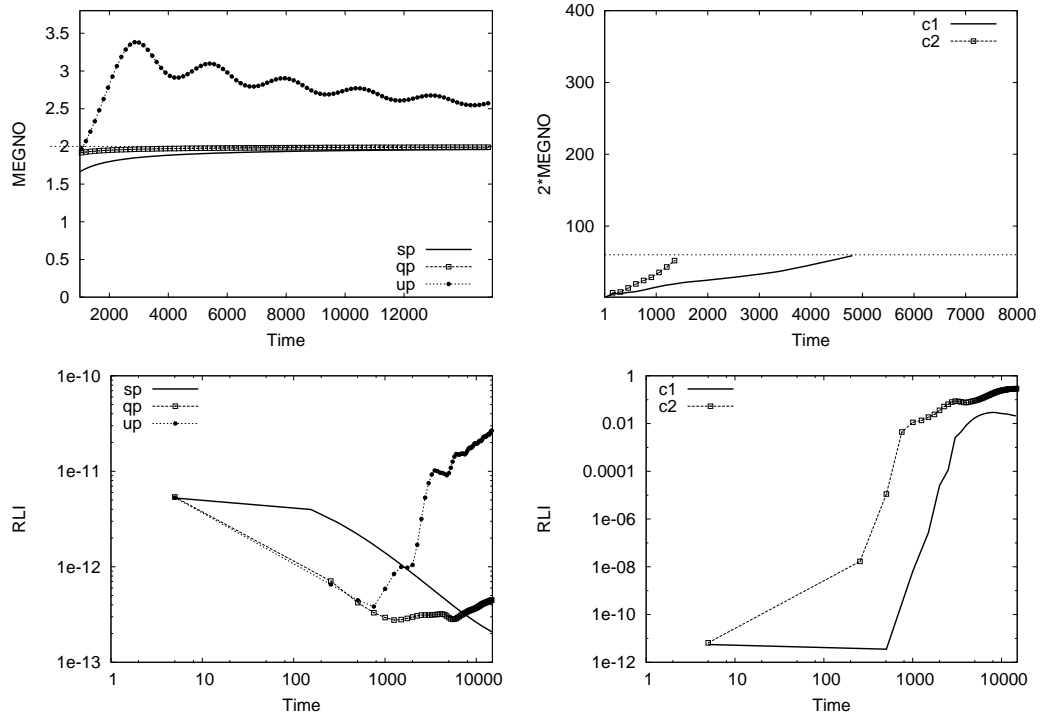 4
3.5
3
2.5
2
1.5
1
0.5
0
MEGNO
sp
qp
up
2000 4000 6000 8000 10000 12000
Time
400
300
200
100
2*MEGNO
c1
c2
1 1000 2000 3000 4000 5000 6000 7000 8000
Time
1e-10
1e-11
1e-12
1e-13
RLI
sp
qp
up
1 10 100 1000 10000
Time
1
0.01
0.0001
1e-06
1e-08
1e-10
1e-12
RLI
c1
c2
1 10 100 1000 10000
Time